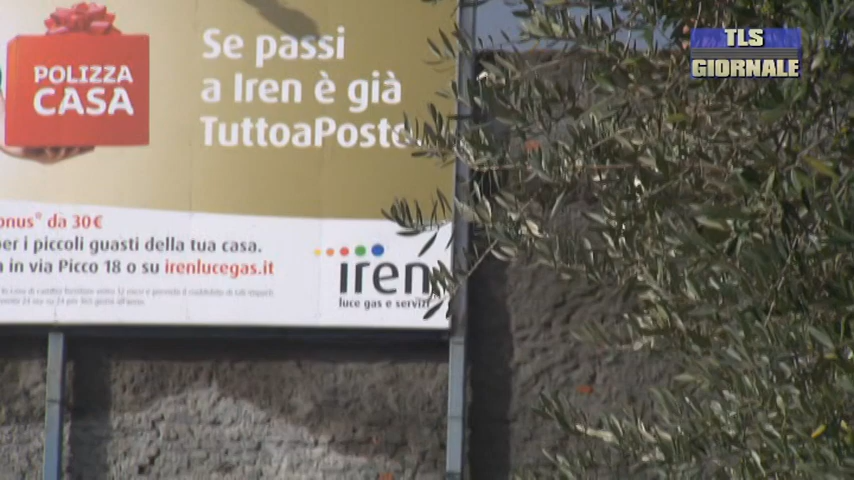 TLS
GIORNALE
POLIZZA
CASA
Se passi
a Iren è già
TuttoaPosto
onus® da 30€
per i piccoli guasti della tua casa.
a in via Picco 18 o su irenlucegas.it
iren
luce gas e servizi